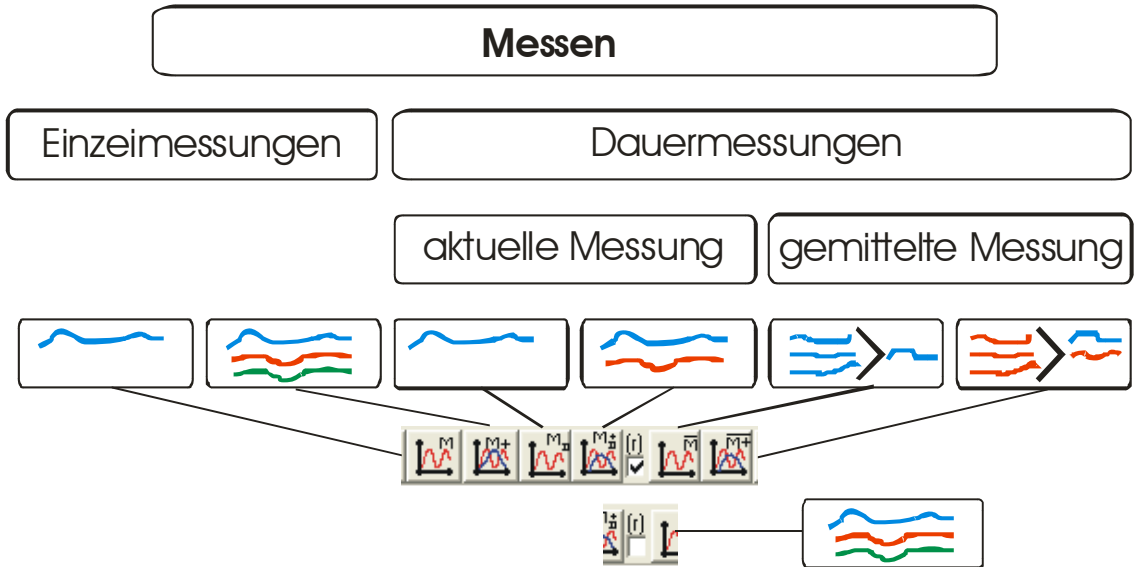 Messen
Einzeimessungen Dauermessungen
aktuelle Messung gemittelte Messung
M M+ M M+ (r) M M+
(r)